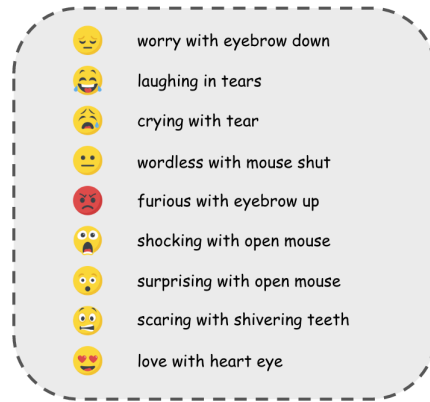 worry with eyebrow down
laughing in tears
crying with tear
wordless with mouse shut
furious with eyebrow up
shocking with open mouse
surprising with open mouse
scaring with shivering teeth
love with heart eye